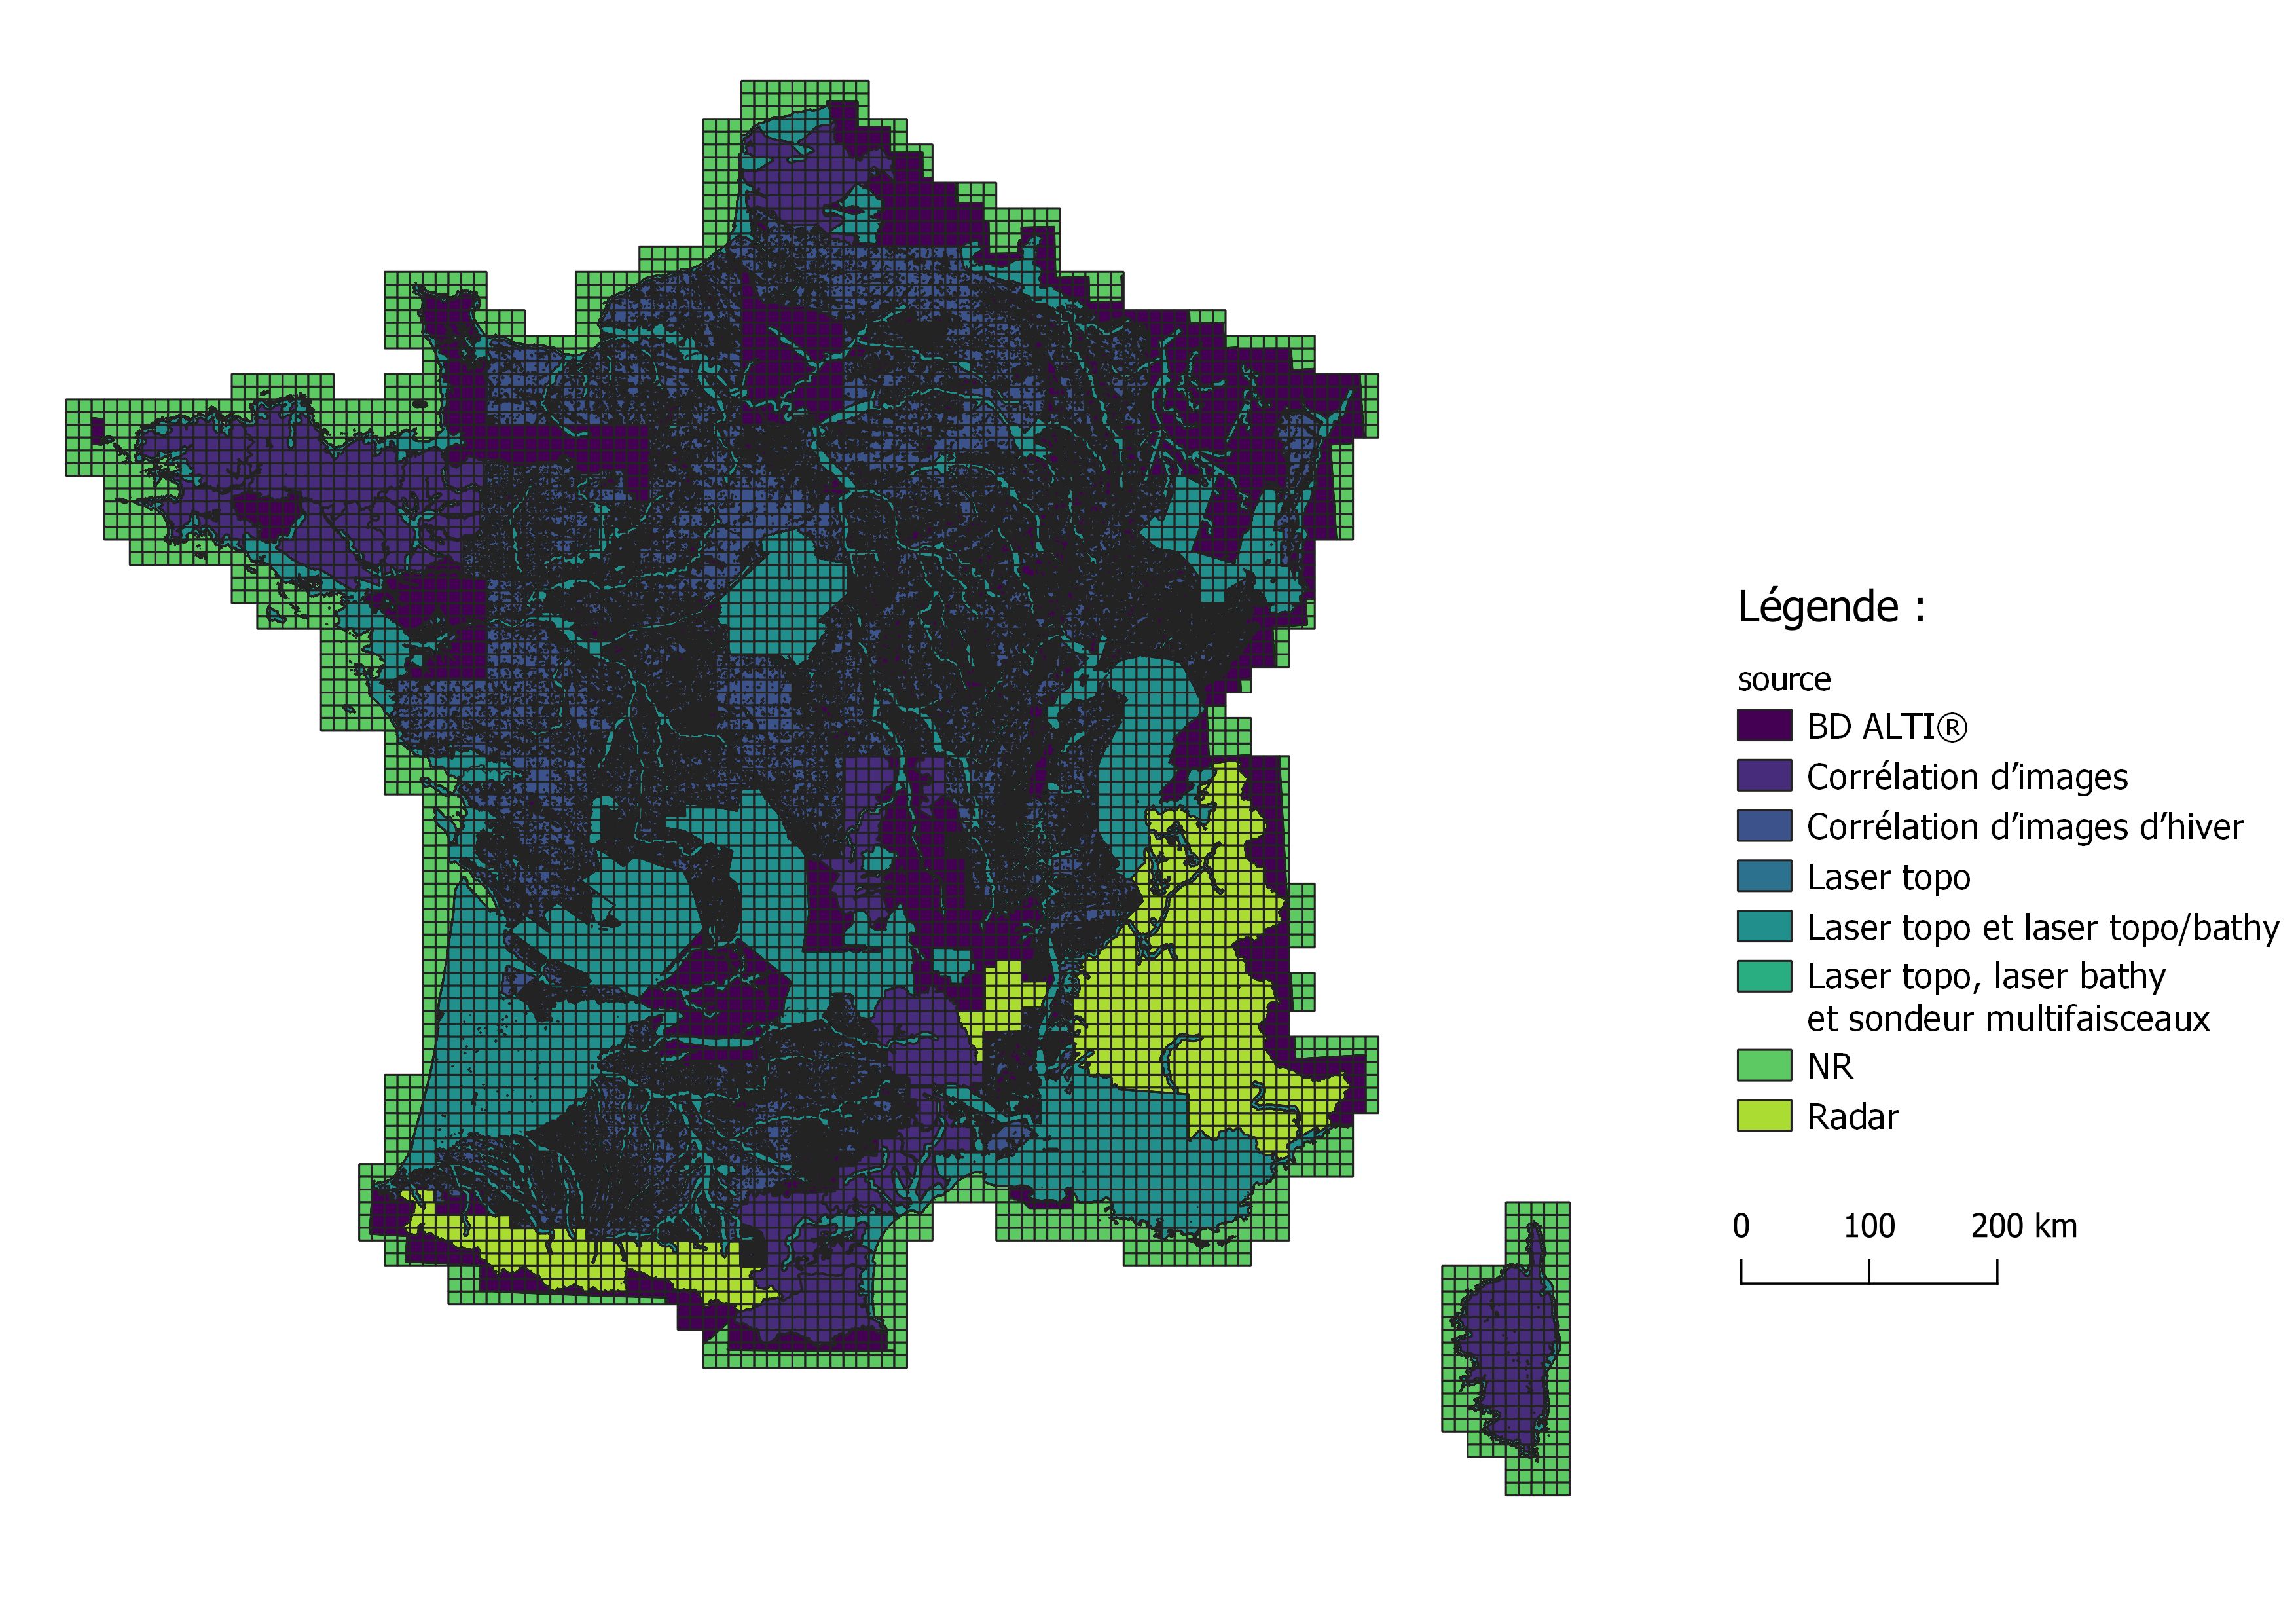 Légende :
source
BD ALTI®
Corrélation d’images
Corrélation d’images d’hiver
Laser topo
Laser topo et laser topo/bathy
Laser topo, laser bathy
et sondeur multifaisceaux
NR
Radar
0 100 200 km